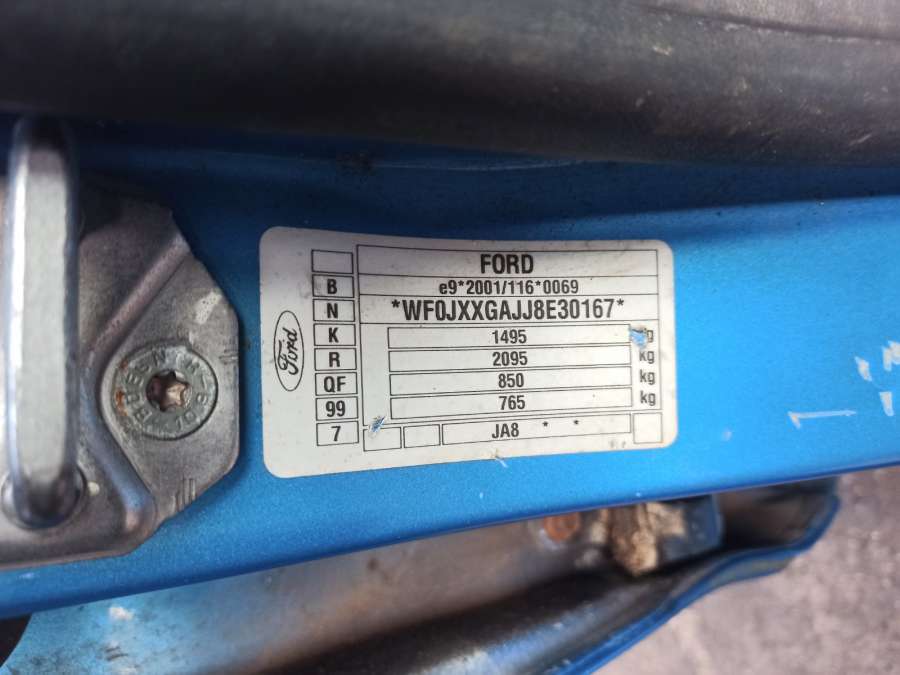 FORD
B e9*2001/116*0069
N *WF0JXXGAJJ8E30167*
K 1495 kg
R 2095 kg
QF 850 kg
99 765 kg
7 JA8 * *
Ford